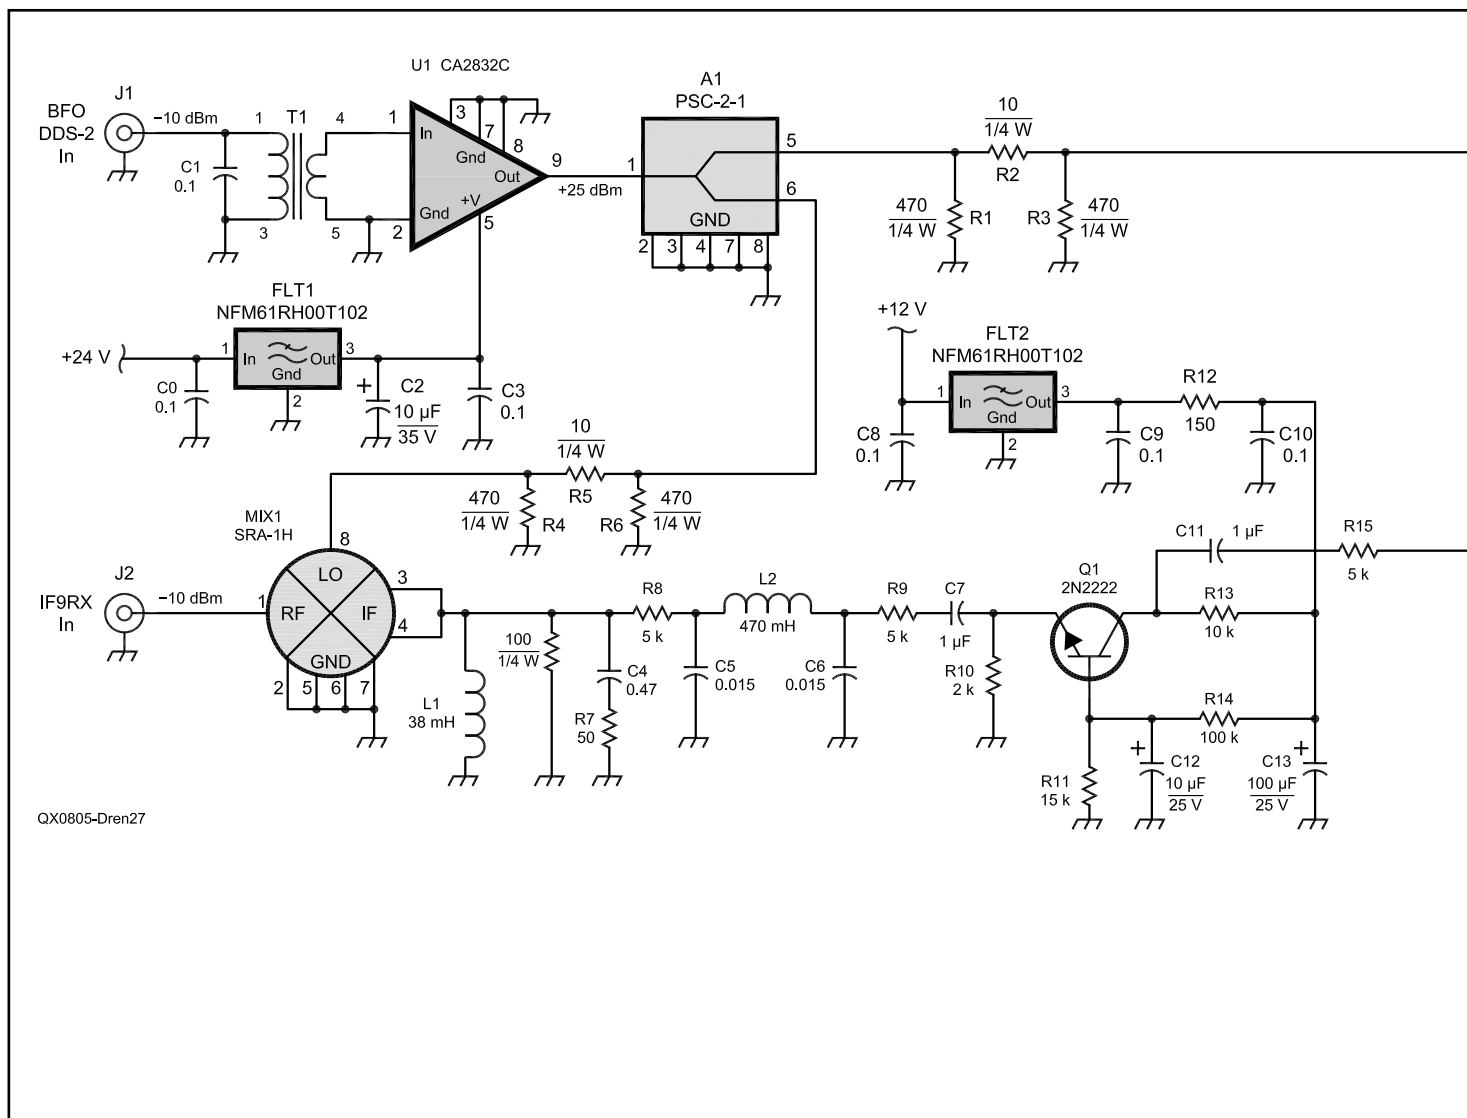 U1 CA2832C
A1
PSC-2-1
J1
BFO
DDS-2
In
−10 dBm
C1
0.1
1
T1
4
3
5
1
In
3
7
8
Gnd
Out
9
+V
Gnd
2
5
+25 dBm
1
5
6
GND
2
3
4
7
8
10
1/4 W
R2
470
1/4 W
R1
R3
470
1/4 W
FLT1
NFM61RH00T102
+24 V
1
In
Out
3
Gnd
2
C0
0.1
+
C2
10 µF
35 V
C3
0.1
+12 V
FLT2
NFM61RH00T102
1
In
Out
3
Gnd
2
C8
0.1
C9
0.1
R12
150
C10
0.1
10
1/4 W
R5
470
1/4 W
R4
R6
470
1/4 W
MIX1
SRA-1H
8
LO
RF
IF
GND
1
3
4
2
5
6
7
J2
IF9RX
In
−10 dBm
L1
38 mH
100
1/4 W
C4
0.47
R7
50
R8
5 k
C5
0.015
L2
470 mH
C6
0.015
R9
5 k
C7
1 µF
R10
2 k
Q1
2N2222
C11
1 µF
R15
5 k
R13
10 k
R14
100 k
R11
15 k
+
C12
10 µF
25 V
+
C13
100 µF
25 V
QX0805-Dren27